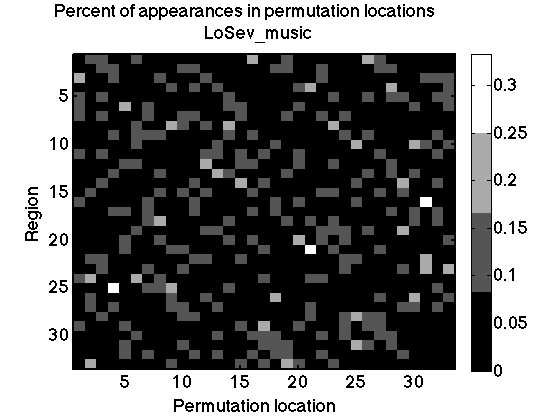 Percent of appearances in permutation locations
LoSev_music
Region
5
10
15
20
25
30
5 10 15 20 25 30
Permutation location
0.3
0.25
0.2
0.15
0.1
0.05
0